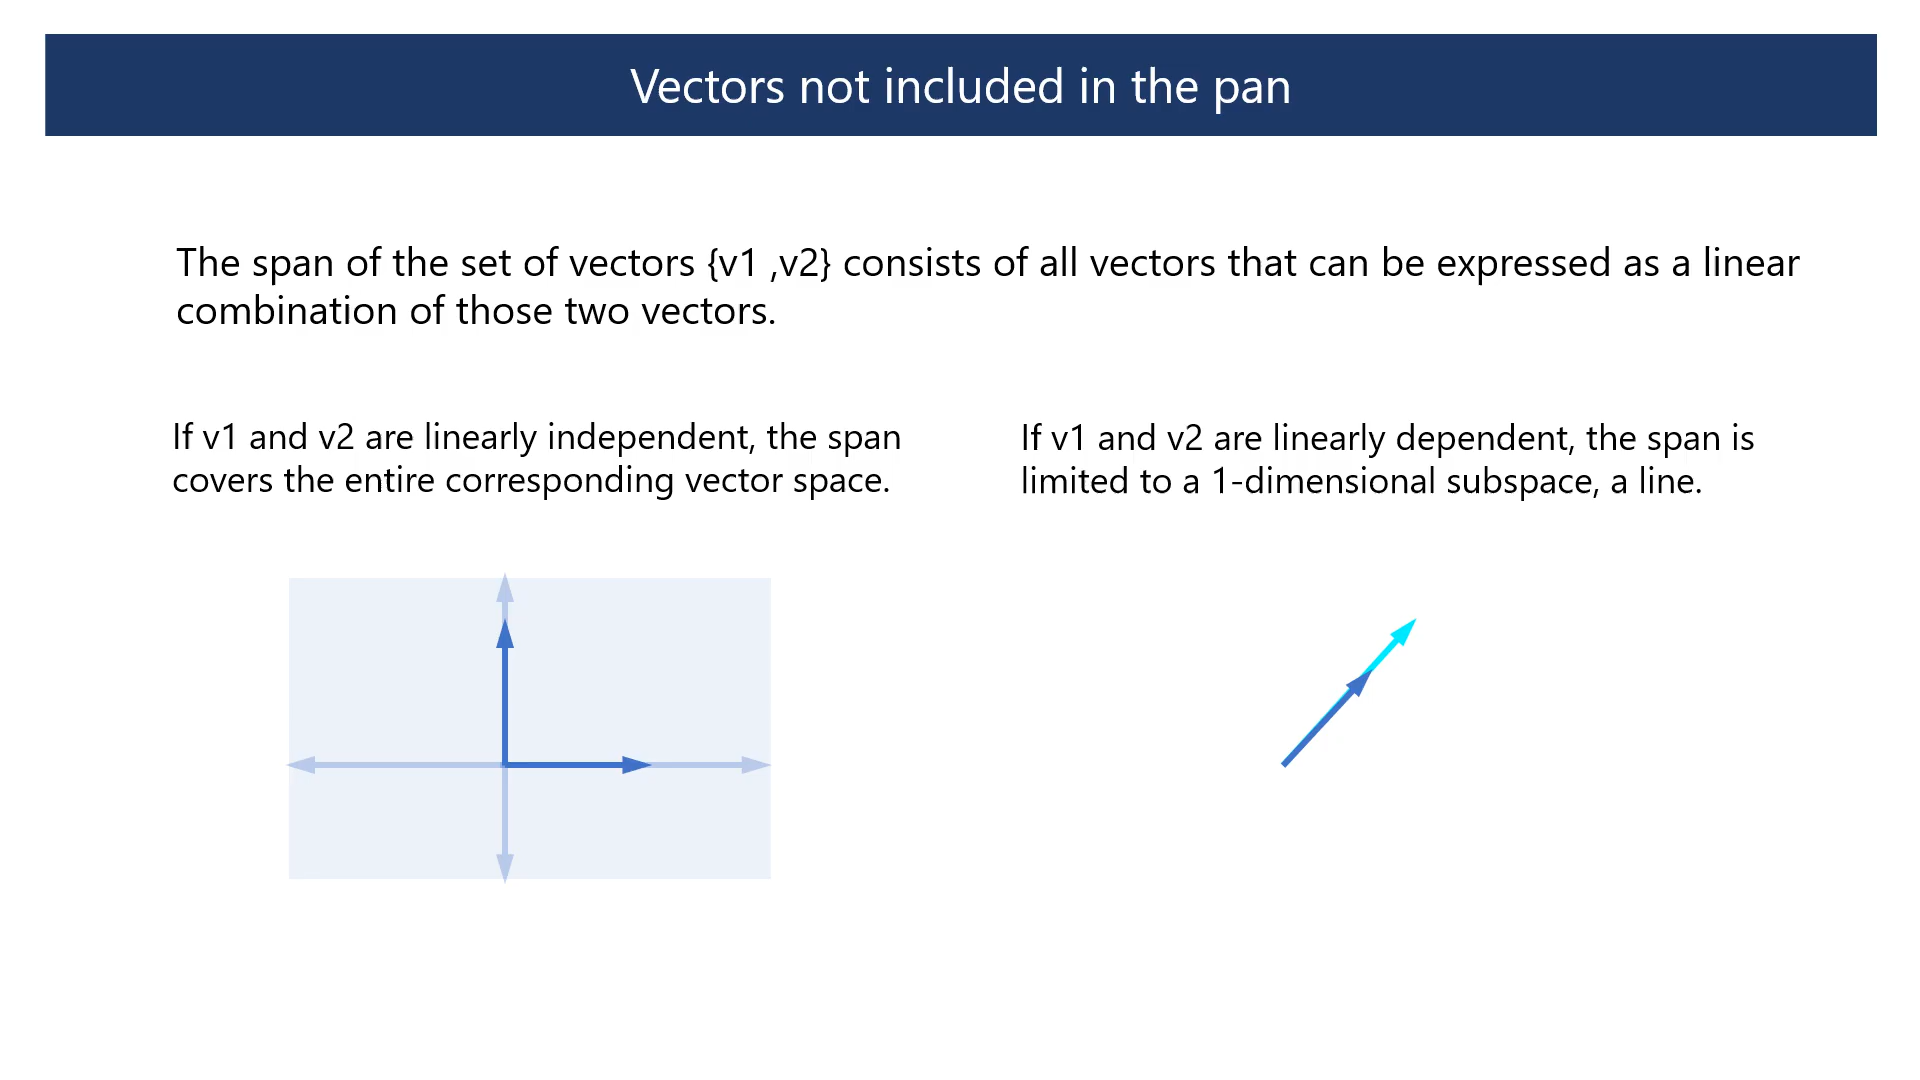 Vectors not included in the pan
The span of the set of vectors {v1 ,v2} consists of all vectors that can be expressed as a linear
combination of those two vectors.
If v1 and v2 are linearly independent, the span
covers the entire corresponding vector space.
If v1 and v2 are linearly dependent, the span is
limited to a 1-dimensional subspace, a line.